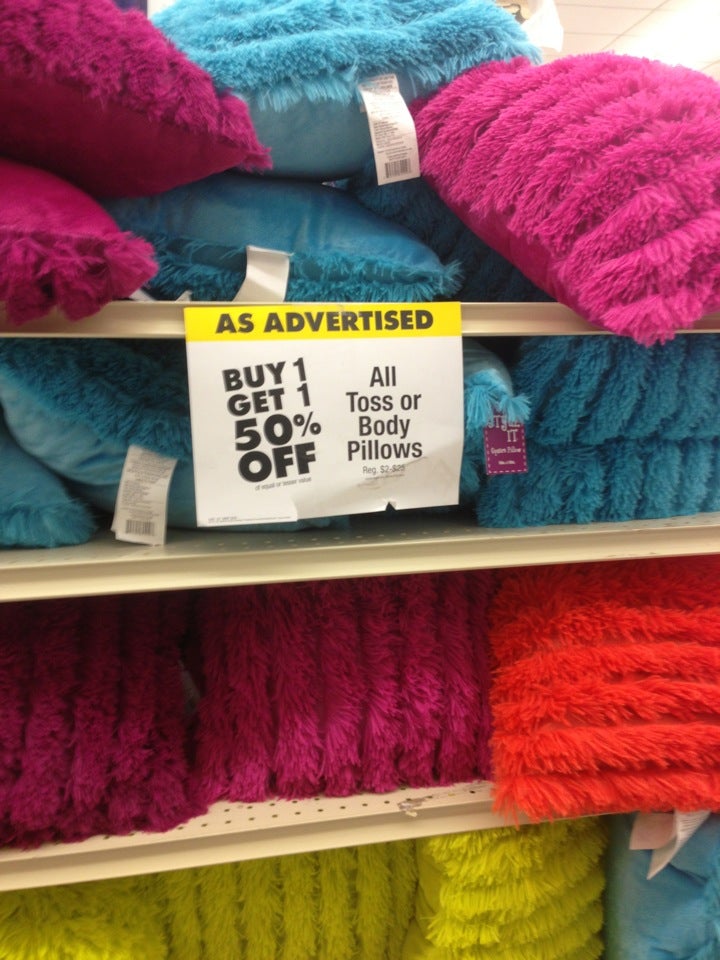 AS ADVERTISED
BUY 1
GET 1
50%
OFF
of equal or lesser value
All
Toss or
Body
Pillows
Reg. $2-$25
IT